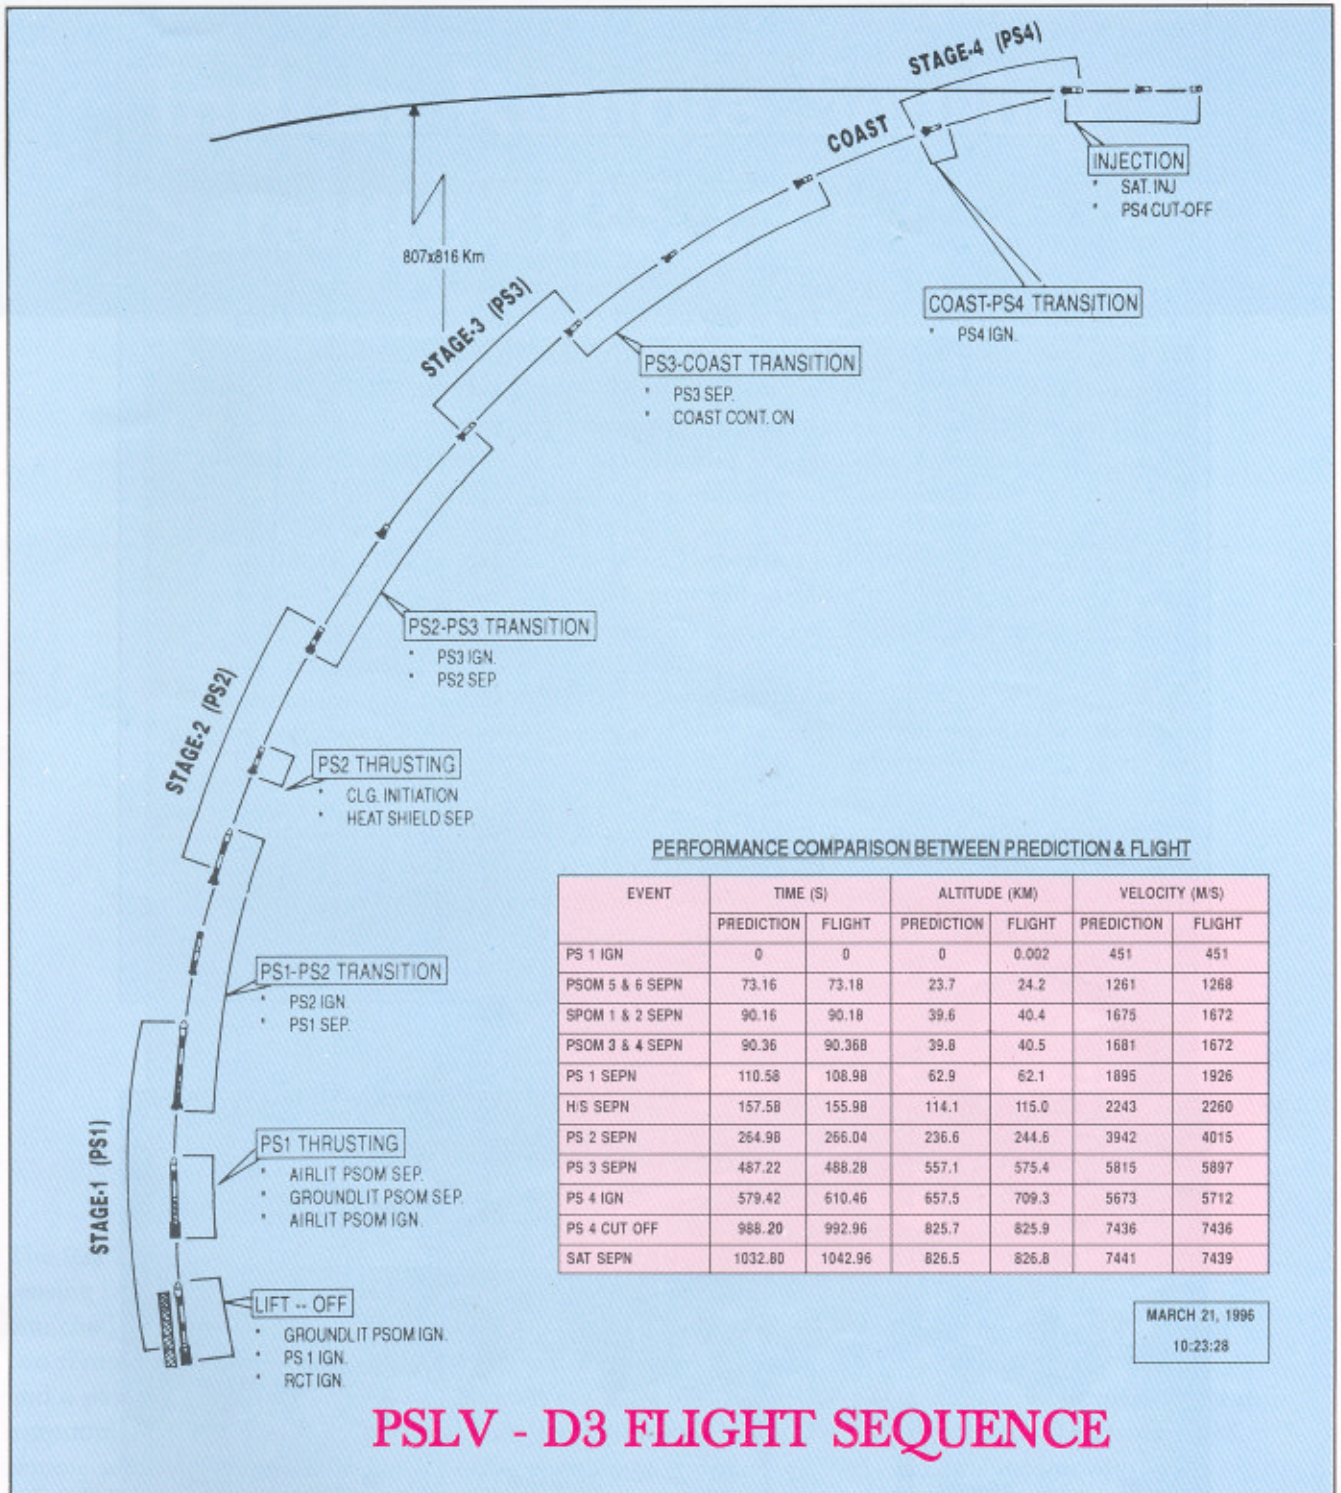 STAGE-4 (PS4)
COAST
INJECTION
* SAT. INJ
* PS4 CUT-OFF
807x816 Km
COAST-PS4 TRANSITION
* PS4 IGN.
STAGE-3 (PS3)
PS3-COAST TRANSITION
* PS3 SEP.
* COAST CONT. ON
PS2-PS3 TRANSITION
* PS3 IGN.
* PS2 SEP.
STAGE-2 (PS2)
PS2 THRUSTING
* CLG. INITIATION
* HEAT SHIELD SEP.
PS1-PS2 TRANSITION
* PS2 IGN
* PS1 SEP.
STAGE-1 (PS1)
PS1 THRUSTING
* AIRLIT PSOM SEP.
* GROUNDLIT PSOM SEP.
* AIRLIT PSOM IGN.
LIFT -- OFF
* GROUNDLIT PSOM IGN.
* PS 1 IGN.
* RCT IGN.
PERFORMANCE COMPARISON BETWEEN PREDICTION & FLIGHT
EVENT TIME (S) ALTITUDE (KM) VELOCITY (M/S)
PREDICTION FLIGHT PREDICTION FLIGHT PREDICTION FLIGHT
PS 1 IGN 0 0 0 0.002 451 451
PSOM 5 & 6 SEPN 73.16 73.18 23.7 24.2 1261 1268
SPOM 1 & 2 SEPN 90.16 90.18 39.6 40.4 1675 1672
PSOM 3 & 4 SEPN 90.36 90.368 39.8 40.5 1681 1672
PS 1 SEPN 110.58 108.98 62.9 62.1 1895 1926
H/S SEPN 157.58 155.98 114.1 115.0 2243 2260
PS 2 SEPN 264.98 266.04 236.6 244.6 3942 4015
PS 3 SEPN 487.22 488.28 557.1 575.4 5815 5897
PS 4 IGN 579.42 610.46 657.5 709.3 5673 5712
PS 4 CUT OFF 988.20 992.96 825.7 825.9 7436 7436
SAT SEPN 1032.80 1042.96 826.5 826.8 7441 7439
MARCH 21, 1996
10:23:28
PSLV - D3 FLIGHT SEQUENCE